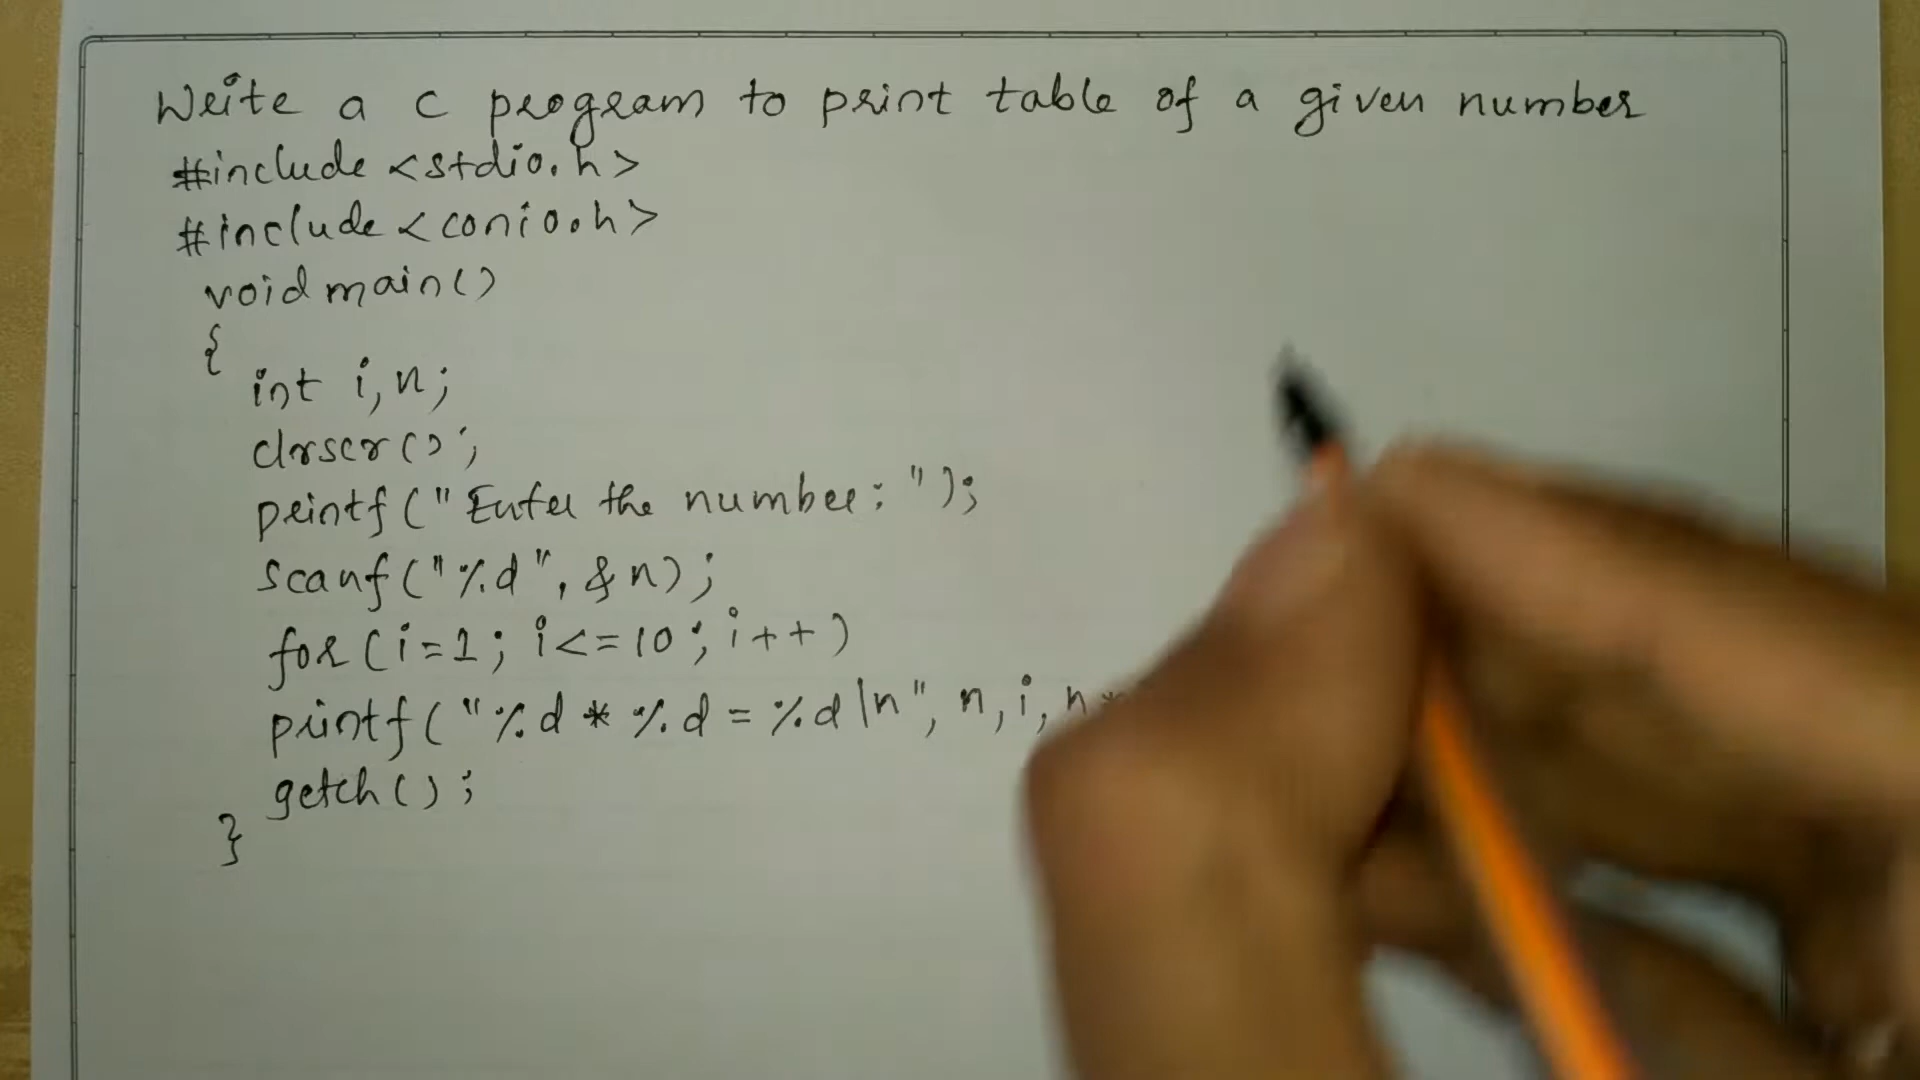 Write a c program to print table of a given number
#include <stdio.h>
#include <conio.h>
void main()
{
int i,n;
clrscr();
printf("Enter the number: ");
scanf("%d", &n);
for(i=1; i<=10; i++)
printf("%d * %d = %d\n", n,i, n*
getch();
}